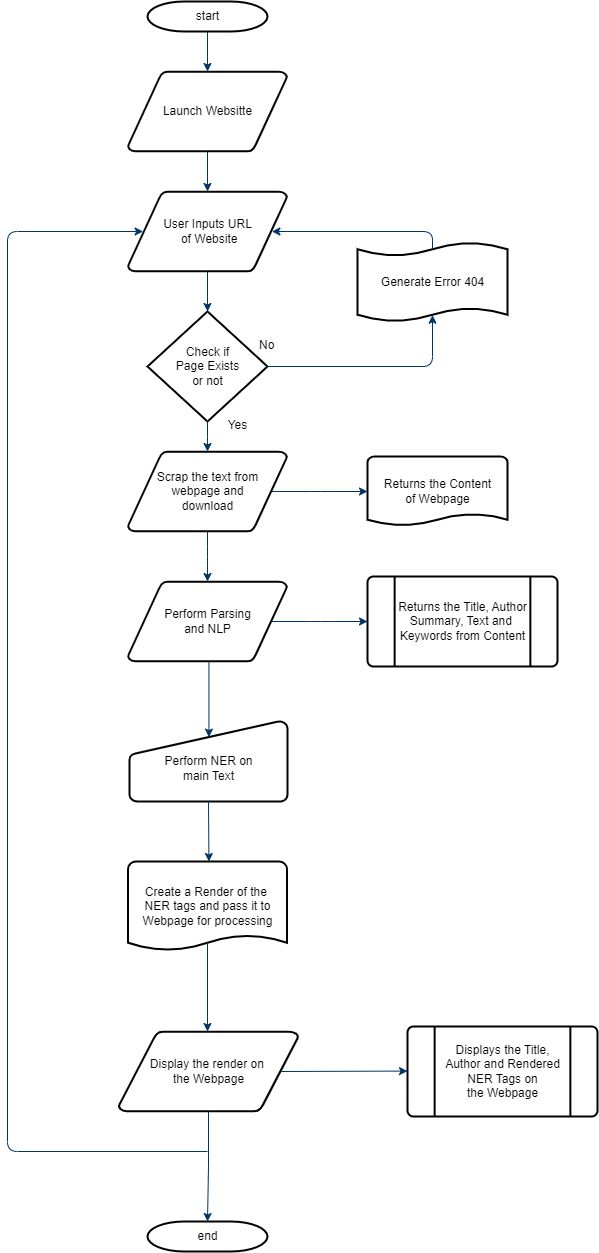 start
Launch Websitte
User Inputs URL
of Website
Generate Error 404
No
Check if
Page Exists
or not
Yes
Scrap the text from
webpage and
download
Returns the Content
of Webpage
Perform Parsing
and NLP
Returns the Title, Author
Summary, Text and
Keywords from Content
Perform NER on
main Text
Create a Render of the
NER tags and pass it to
Webpage for processing
Display the render on
the Webpage
Displays the Title,
Author and Rendered
NER Tags on
the Webpage
end